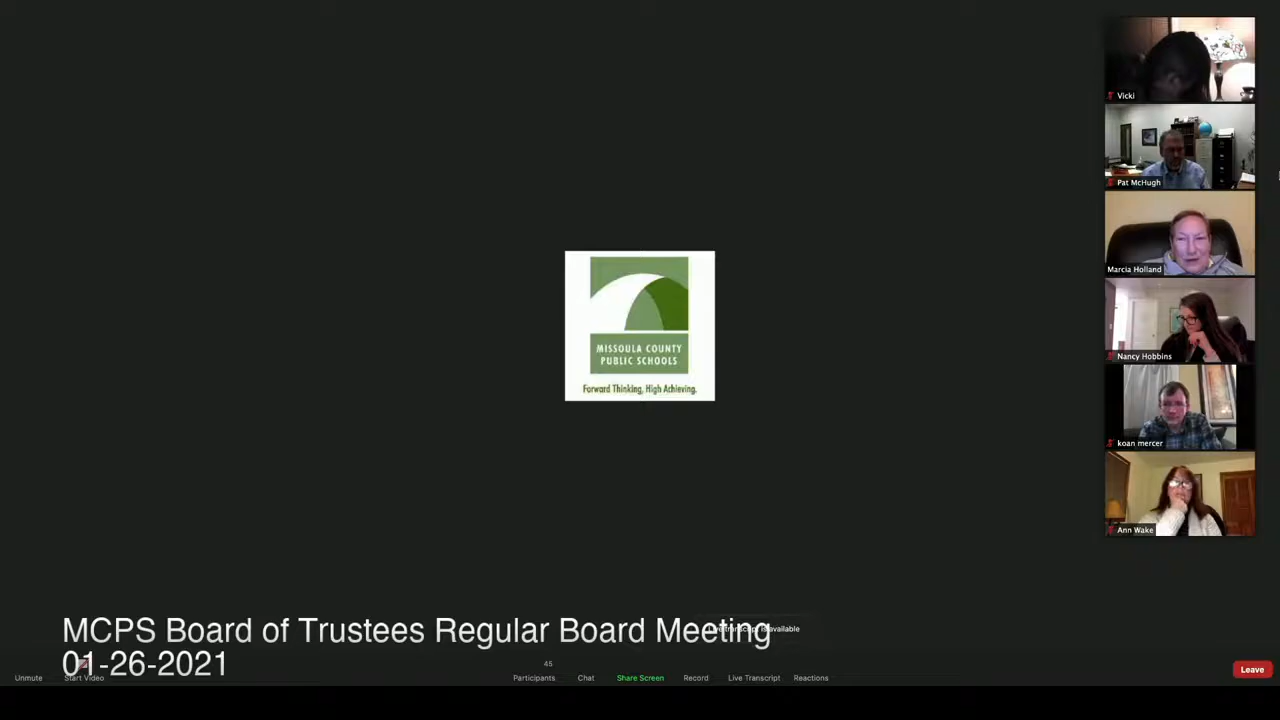 Vicki
Pat McHugh
Marcia Holland
Nancy Hobbins
koan mercer
Ann Wake
MISSOULA COUNTY
PUBLIC SCHOOLS
Forward Thinking, High Achieving.
MCPS Board of Trustees Regular Board Meeting
01-26-2021
available
45
Unmute
Start Video
Participants
Chat
Share Screen
Record
Live Transcript
Reactions
Leave